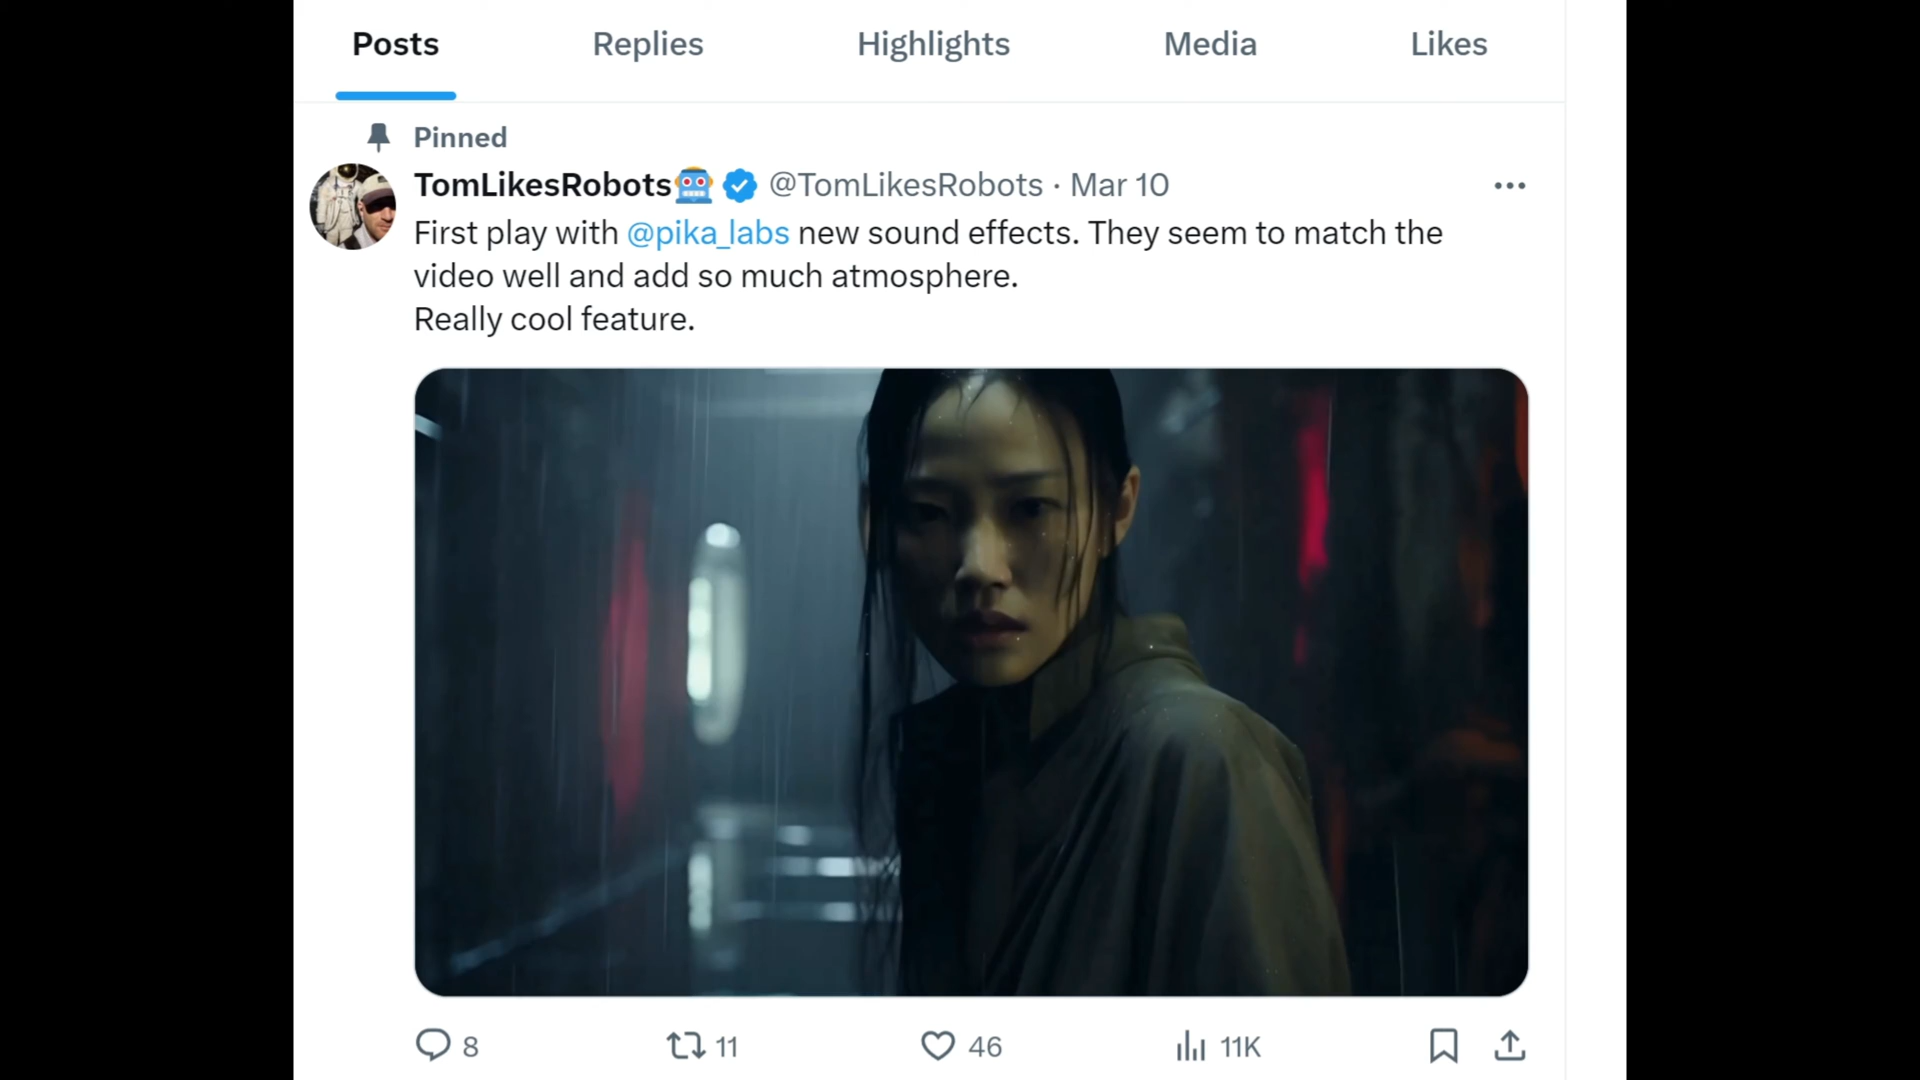 Posts Replies Highlights Media Likes
Pinned
TomLikesRobots🤖 @TomLikesRobots · Mar 10
First play with @pika_labs new sound effects. They seem to match the
video well and add so much atmosphere.
Really cool feature.
8 11 46 11K